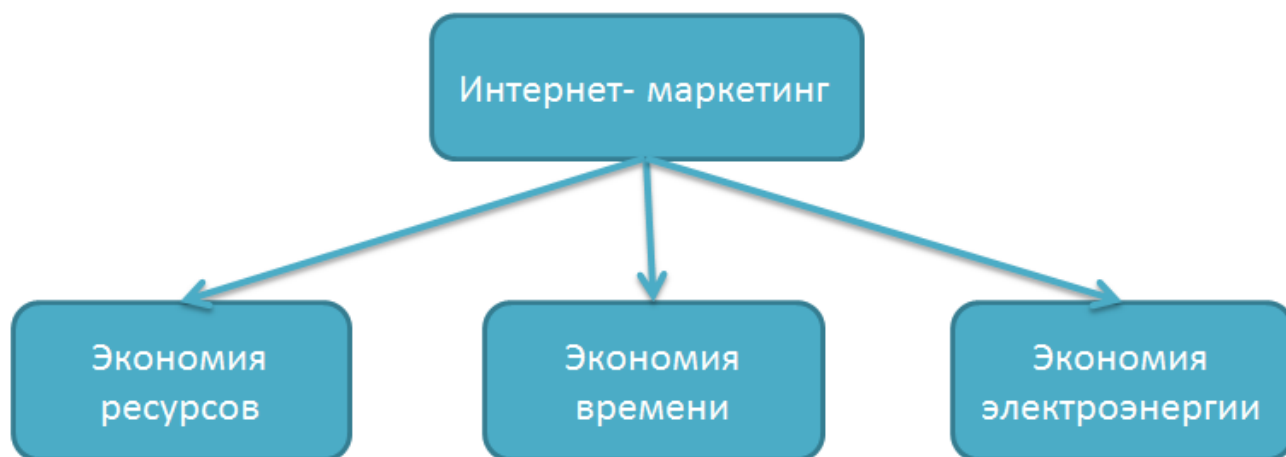 Интернет- маркетинг
Экономия
ресурсов
Экономия
времени
Экономия
электроэнергии